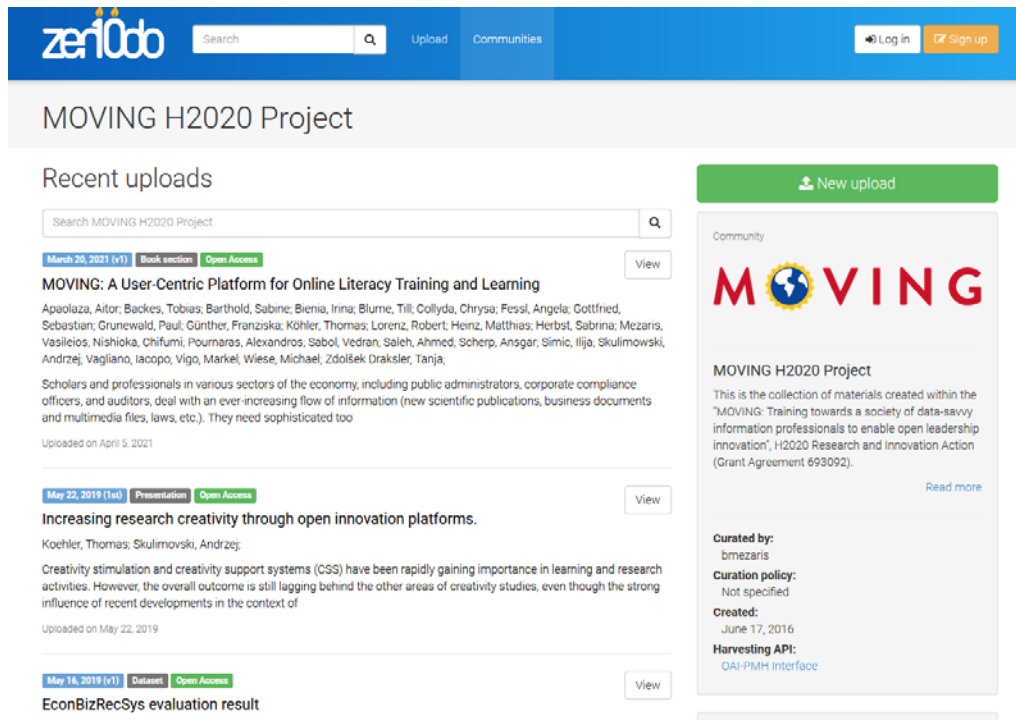 zen10do
Search
Upload
Communities
Log in
Sign up
MOVING H2020 Project
Recent uploads
Search MOVING H2020 Project
March 20, 2021 (v1) Book section Open Access
View
MOVING: A User-Centric Platform for Online Literacy Training and Learning
Apaolaza, Aitor; Backes, Tobias; Barthold, Sabine; Bienia, Irina; Blume, Till; Collyda, Chrysa; Fessl, Angela; Gottfried,
Sebastian; Grunewald, Paul; Günther, Franziska; Köhler, Thomas; Lorenz, Robert; Heinz, Matthias; Herbst, Sabrina; Mezaris,
Vasileios; Nishioka, Chifumi; Pournaras, Alexandros; Sabol, Vedran; Saleh, Ahmed; Scherp, Ansgar; Simic, Ilija; Skulimowski,
Andrzej; Vagliano, Iacopo; Vigo, Markel; Wiese, Michael; Zdolšek Draksler, Tanja;
Scholars and professionals in various sectors of the economy, including public administrators, corporate compliance
officers, and auditors, deal with an ever-increasing flow of information (new scientific publications, business documents
and multimedia files, laws, etc.). They need sophisticated too
Uploaded on April 5, 2021
May 22, 2019 (1st) Presentation Open Access
View
Increasing research creativity through open innovation platforms.
Koehler, Thomas; Skulimovski, Andrzej;
Creativity stimulation and creativity support systems (CSS) have been rapidly gaining importance in learning and research
activities. However, the overall outcome is still lagging behind the other areas of creativity studies, even though the strong
influence of recent developments in the context of
Uploaded on May 22, 2019
May 16, 2019 (v1) Dataset Open Access
View
EconBizRecSys evaluation result
New upload
Community
MOVING
MOVING H2020 Project
This is the collection of materials created within the
"MOVING: Training towards a society of data-savvy
information professionals to enable open leadership
innovation", H2020 Research and Innovation Action
(Grant Agreement 693092).
Read more
Curated by:
bmezaris
Curation policy:
Not specified
Created:
June 17, 2016
Harvesting API:
OAI-PMH Interface